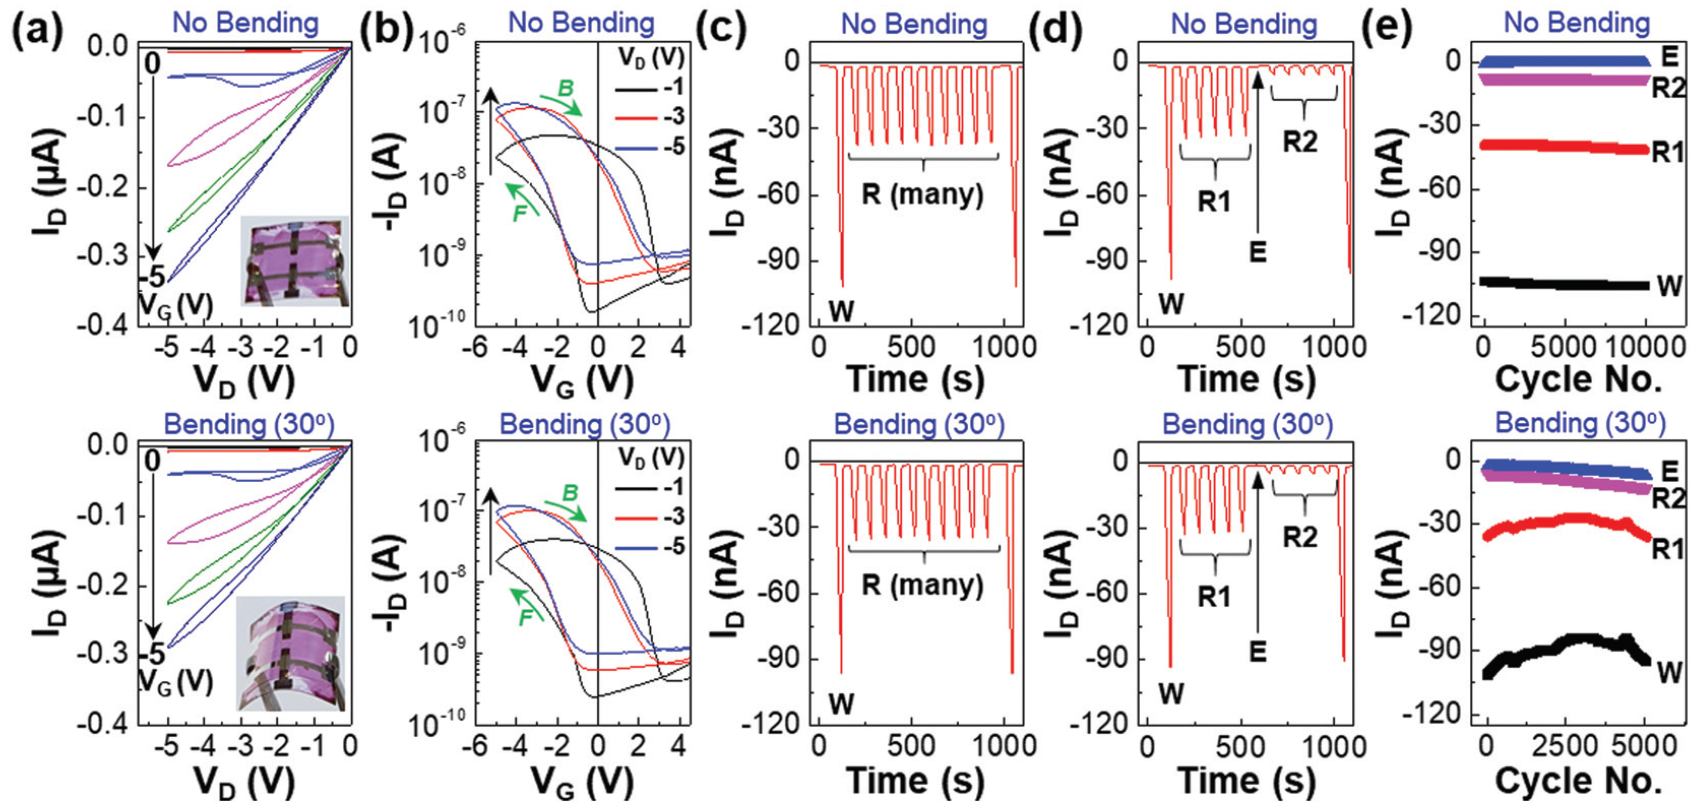 (a) No Bending
0.0
-0.1
-0.2
-0.3
-0.4
I_D (µA)
0
-5
V_G (V)
-5 -4 -3 -2 -1 0
V_D (V)
(b) No Bending
10^-6
10^-7
10^-8
10^-9
10^-10
-I_D (A)
V_D (V)
-1
-3
-5
B
F
-6 -4 -2 0 2 4
V_G (V)
(c) No Bending
0
-30
-60
-90
-120
I_D (nA)
R (many)
W
0 500 1000
Time (s)
(d) No Bending
0
-30
-60
-90
-120
I_D (nA)
R1
R2
E
W
0 500 1000
Time (s)
(e) No Bending
0
-30
-60
-90
-120
I_D (nA)
E
R2
R1
W
0 5000 10000
Cycle No.
Bending (30°)
0.0
-0.1
-0.2
-0.3
-0.4
I_D (µA)
0
-5
V_G (V)
-5 -4 -3 -2 -1 0
V_D (V)
Bending (30°)
10^-6
10^-7
10^-8
10^-9
10^-10
-I_D (A)
V_D (V)
-1
-3
-5
B
F
-6 -4 -2 0 2 4
V_G (V)
Bending (30°)
0
-30
-60
-90
-120
I_D (nA)
R (many)
W
0 500 1000
Time (s)
Bending (30°)
0
-30
-60
-90
-120
I_D (nA)
R1
R2
E
W
0 500 1000
Time (s)
Bending (30°)
0
-30
-60
-90
-120
I_D (nA)
E
R2
R1
W
0 2500 5000
Cycle No.